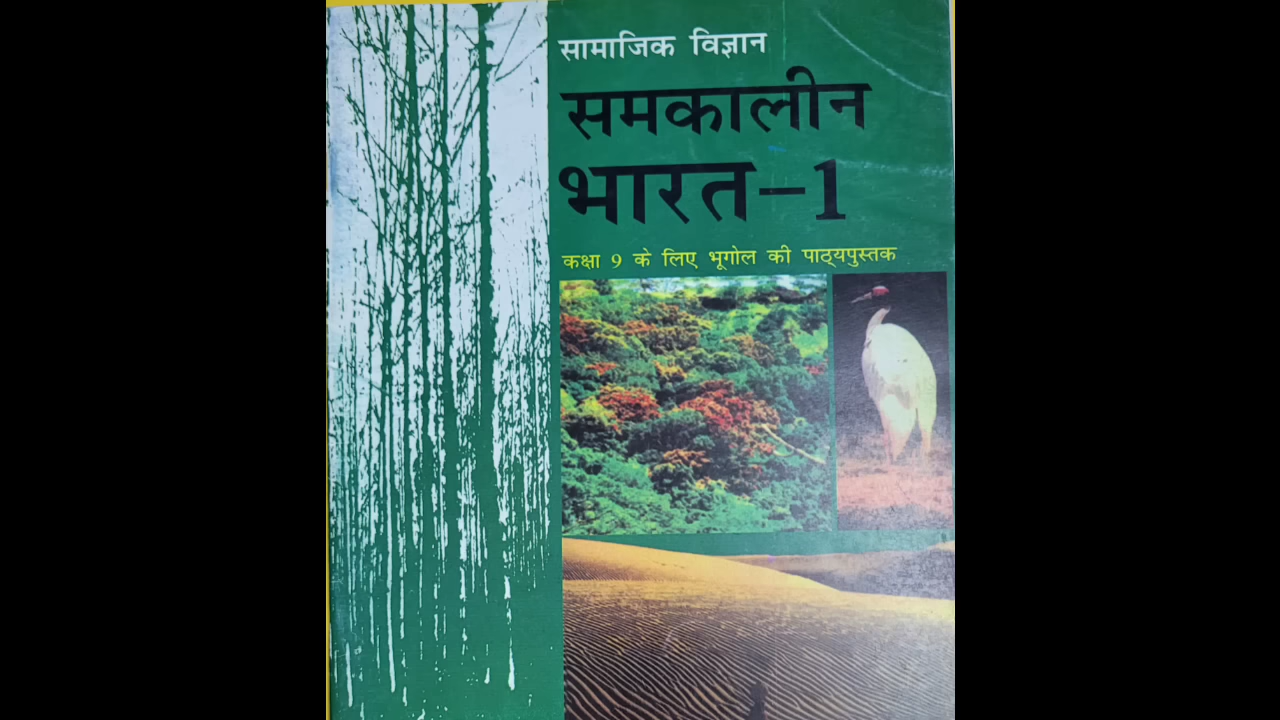 सामाजिक विज्ञान
समकालीन
भारत-1
कक्षा 9 के लिए भूगोल की पाठ्यपुस्तक